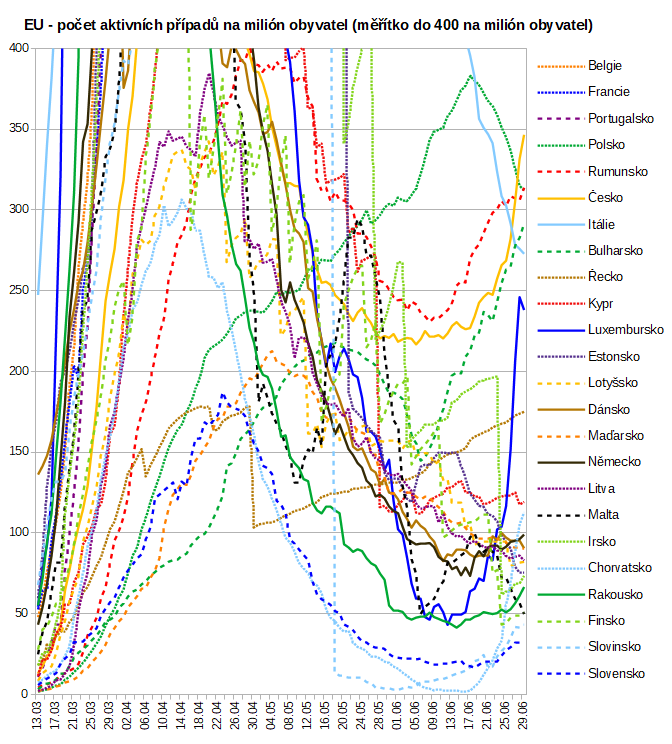 EU - počet aktivních případů na milión obyvatel (měřítko do 400 na milión obyvatel)
400
350
300
250
200
150
100
50
0
13.03
17.03
21.03
25.03
29.03
02.04
06.04
10.04
14.04
18.04
22.04
26.04
30.04
04.05
08.05
12.05
16.05
20.05
24.05
28.05
01.06
05.06
09.06
13.06
17.06
21.06
25.06
29.06
Belgie
Francie
Portugalsko
Polsko
Rumunsko
Česko
Itálie
Bulharsko
Řecko
Kypr
Luxembursko
Estonsko
Lotyšsko
Dánsko
Maďarsko
Německo
Litva
Malta
Irsko
Chorvatsko
Rakousko
Finsko
Slovinsko
Slovensko